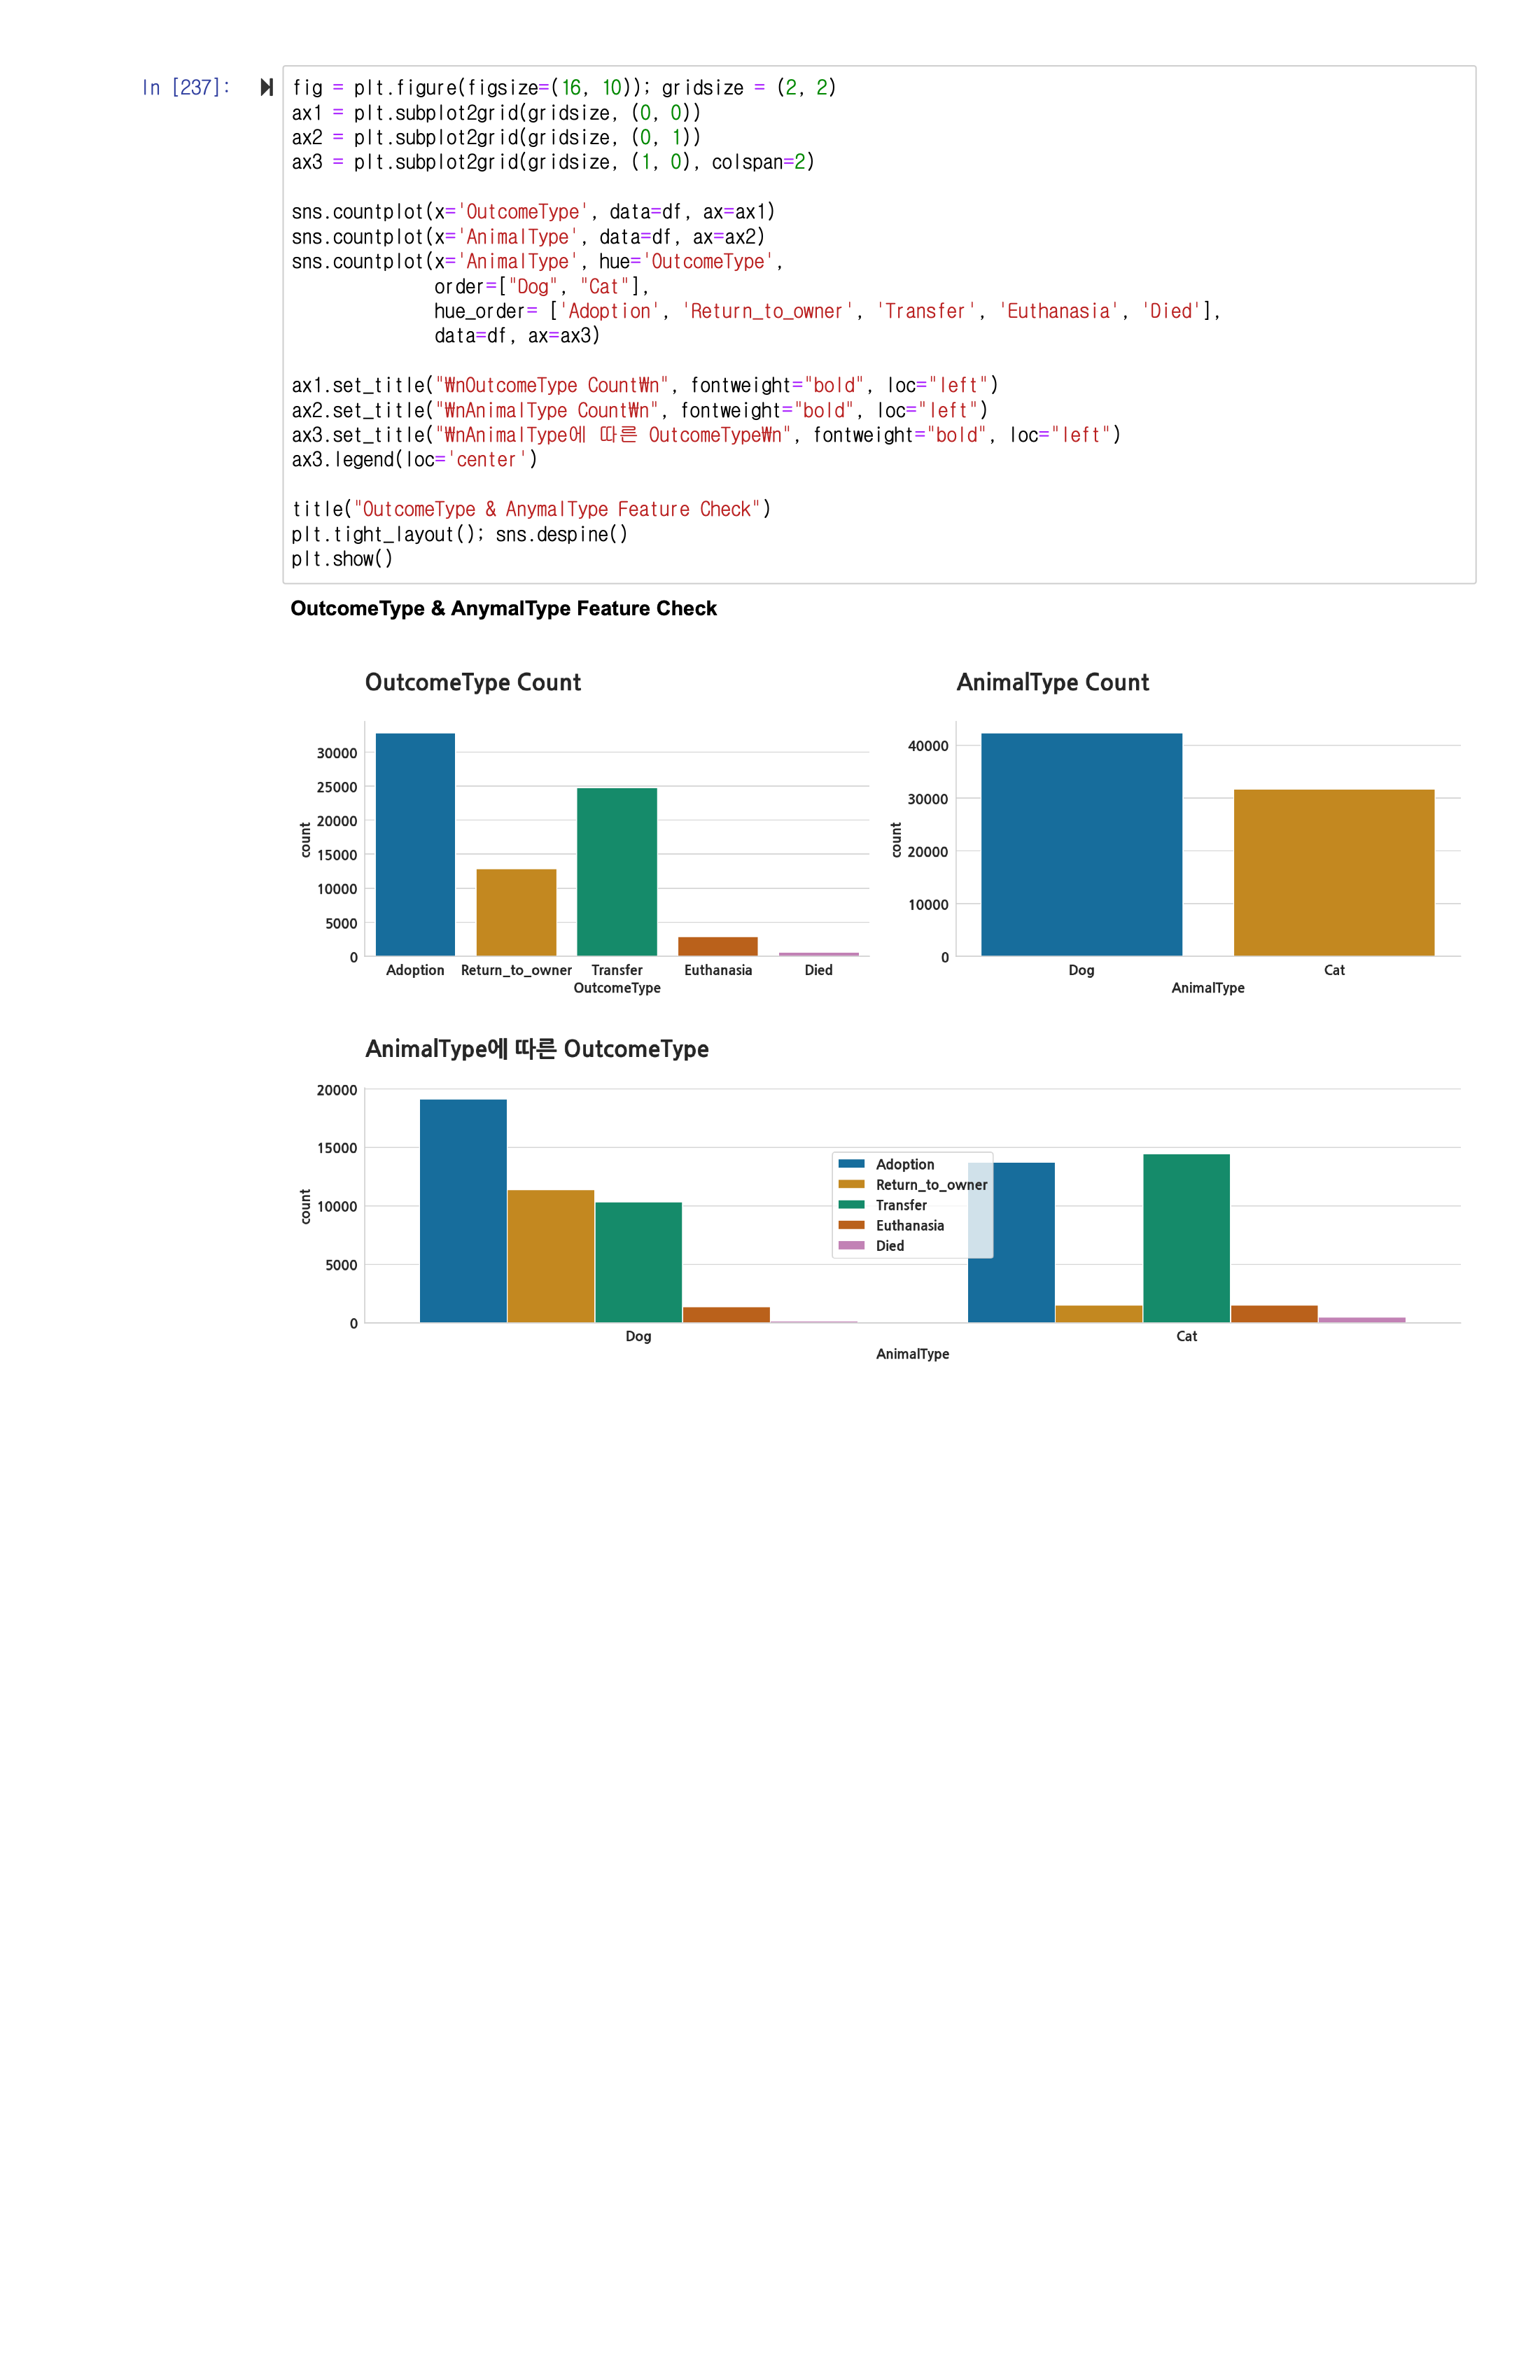 In [237]:
fig = plt.figure(figsize=(16, 10)); gridsize = (2, 2)
ax1 = plt.subplot2grid(gridsize, (0, 0))
ax2 = plt.subplot2grid(gridsize, (0, 1))
ax3 = plt.subplot2grid(gridsize, (1, 0), colspan=2)
sns.countplot(x='OutcomeType', data=df, ax=ax1)
sns.countplot(x='AnimalType', data=df, ax=ax2)
sns.countplot(x='AnimalType', hue='OutcomeType',
order=["Dog", "Cat"],
hue_order= ['Adoption', 'Return_to_owner', 'Transfer', 'Euthanasia', 'Died'],
data=df, ax=ax3)
ax1.set_title("₩nOutcomeType Count₩n", fontweight="bold", loc="left")
ax2.set_title("₩nAnimalType Count₩n", fontweight="bold", loc="left")
ax3.set_title("₩nAnimalType에 따른 OutcomeType₩n", fontweight="bold", loc="left")
ax3.legend(loc='center')
title("OutcomeType & AnymalType Feature Check")
plt.tight_layout(); sns.despine()
plt.show()
OutcomeType & AnymalType Feature Check
OutcomeType Count
30000
25000
20000
15000
10000
5000
0
count
Adoption Return_to_owner Transfer Euthanasia Died
OutcomeType
AnimalType Count
40000
30000
20000
10000
0
count
Dog Cat
AnimalType
AnimalType에 따른 OutcomeType
20000
15000
10000
5000
0
count
Adoption
Return_to_owner
Transfer
Euthanasia
Died
Dog Cat
AnimalType